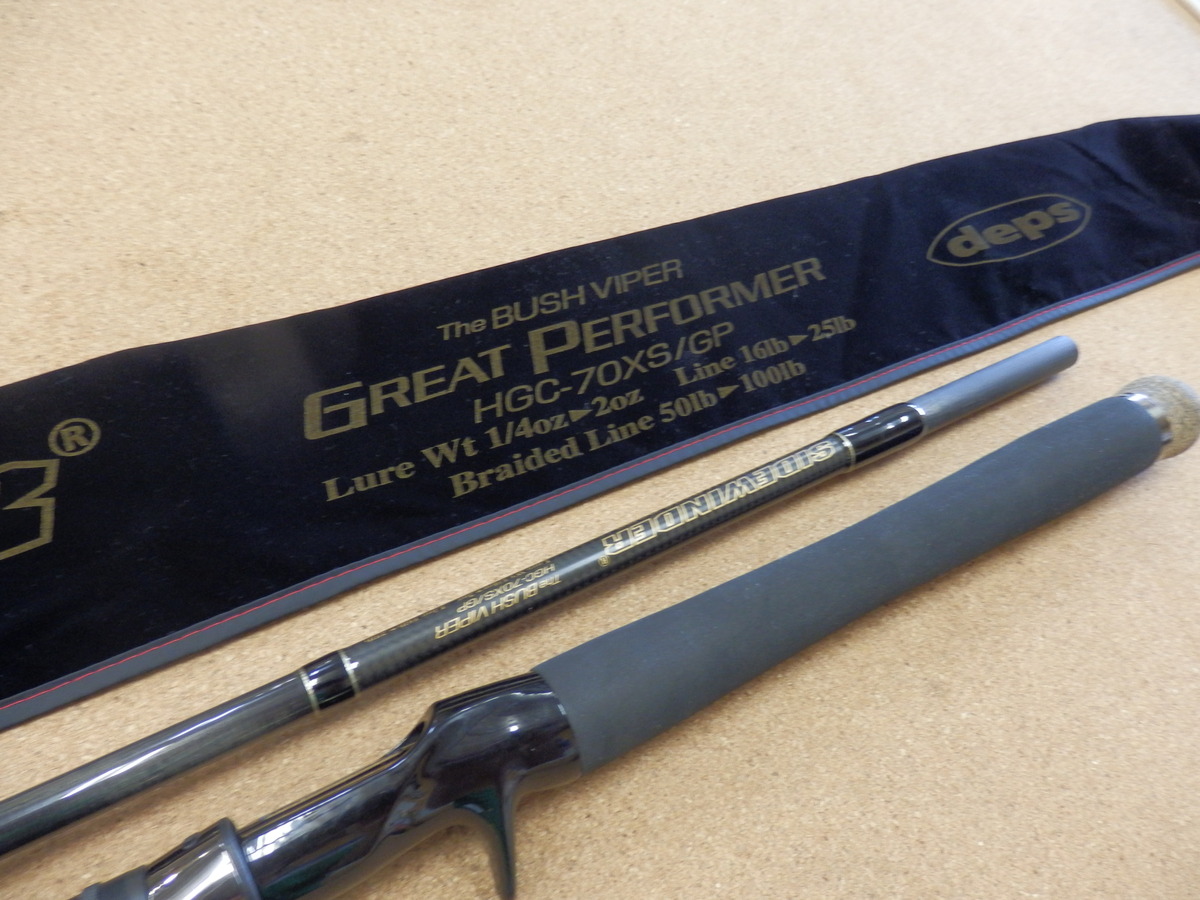 deps
The BUSH VIPER
GREAT PERFORMER
HGC-70XS/GP
Lure Wt 1/4oz▶2oz Line 16lb▶25lb
Braided Line 50lb▶100lb
®
SIDEWINDER®
The BUSH VIPER
HGC-70XS/GP